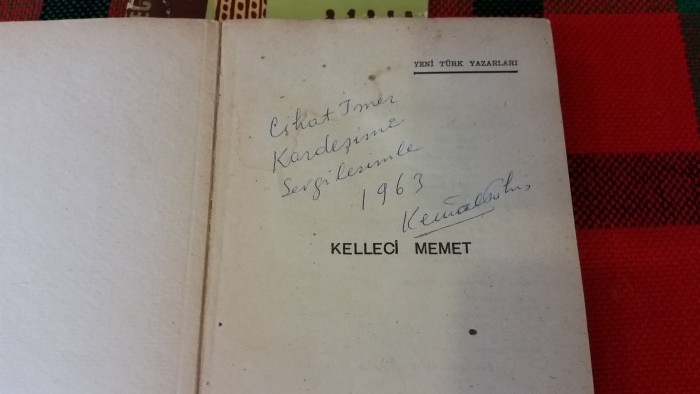 YENİ TÜRK YAZARLARI
Cihat İmer
Kardeşime
Sevgilerimle
1963
KELLECİ MEMET